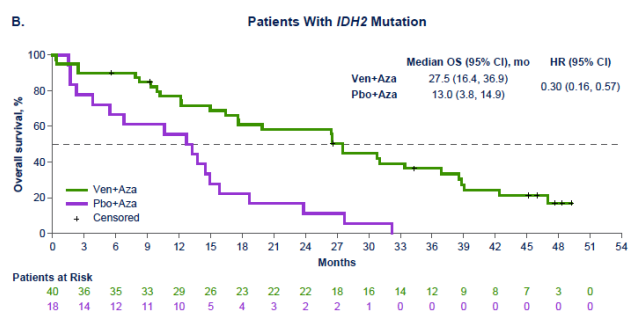 B. Patients With IDH2 Mutation
Median OS (95% CI), mo HR (95% CI)
Ven+Aza 27.5 (16.4, 36.9) 0.30 (0.16, 0.57)
Pbo+Aza 13.0 (3.8, 14.9)
Overall survival, %
100
80
60
40
20
0
Ven+Aza
Pbo+Aza
+ Censored
0 3 6 9 12 15 18 21 24 27 30 33 36 39 42 45 48 51 54
Months
Patients at Risk
40 36 35 33 29 26 23 22 22 18 16 14 12 9 8 7 3 0
18 14 12 11 10 5 4 3 2 2 1 0 0 0 0 0 0 0